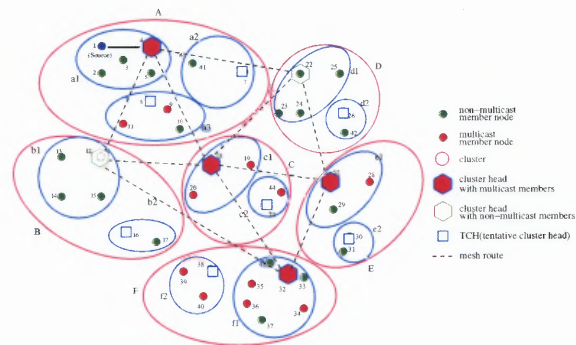 A
a2
1
(Source)
2
3
41
a1
a3
10
D
d1
22
25
23
24
d2
26
42
b1
13
12
14
15
b2
B
16
17
c1
19
C
20
44
c2
e1
28
29
e2
30
31
E
F
38
39
40
f2
35
36
f1
37
32
33
34
non-multicast
member node
multicast
member node
cluster
cluster head
with multicast members
cluster head
with non-multicast members
TCH(tentative cluster head)
mesh route